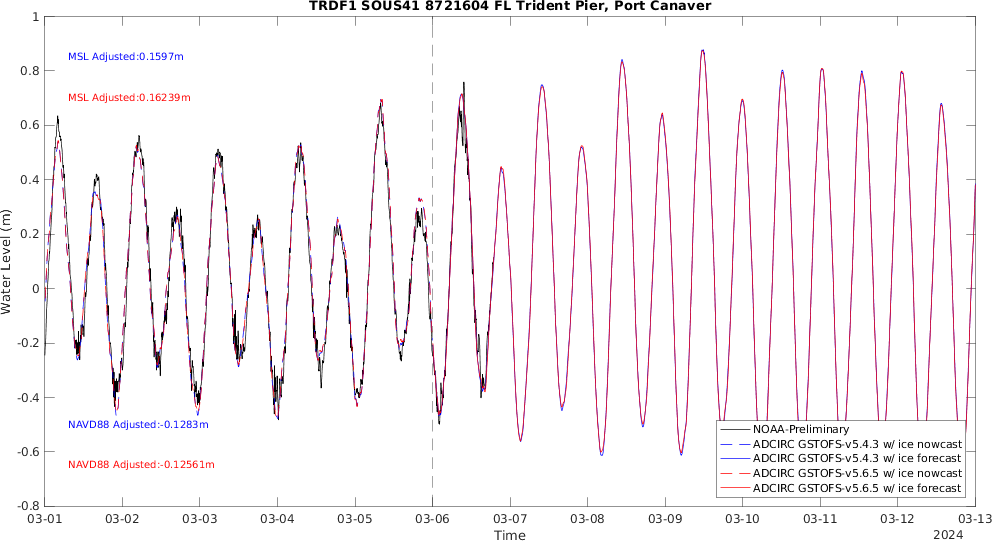 TRDF1 SOUS41 8721604 FL Trident Pier, Port Canaver
MSL Adjusted:0.1597m
MSL Adjusted:0.16239m
NAVD88 Adjusted:-0.1283m
NAVD88 Adjusted:-0.12561m
Water Level (m)
1
0.8
0.6
0.4
0.2
0
-0.2
-0.4
-0.6
-0.8
NOAA-Preliminary
ADCIRC GSTOFS-v5.4.3 w/ ice nowcast
ADCIRC GSTOFS-v5.4.3 w/ ice forecast
ADCIRC GSTOFS-v5.6.5 w/ ice nowcast
ADCIRC GSTOFS-v5.6.5 w/ ice forecast
03-01 03-02 03-03 03-04 03-05 03-06 03-07 03-08 03-09 03-10 03-11 03-12 03-13
Time
2024